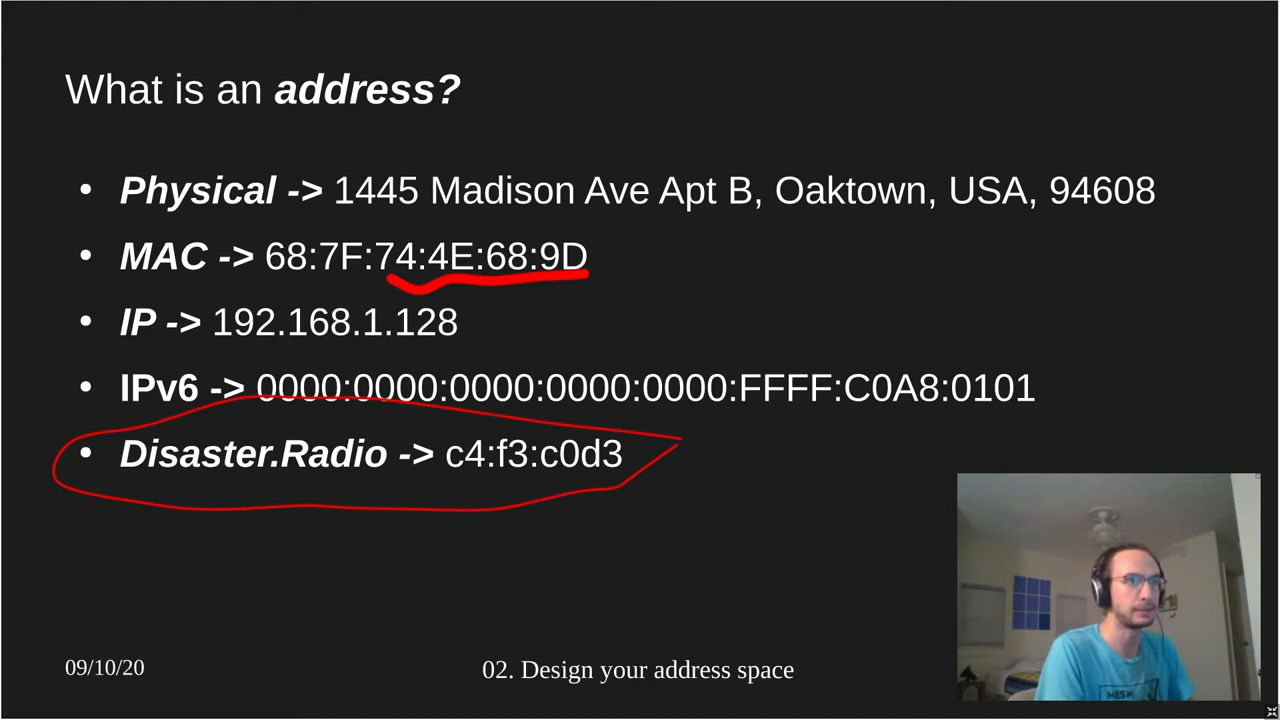 What is an address?
• Physical -> 1445 Madison Ave Apt B, Oaktown, USA, 94608
• MAC -> 68:7F:74:4E:68:9D
• IP -> 192.168.1.128
• IPv6 -> 0000:0000:0000:0000:0000:FFFF:C0A8:0101
• Disaster.Radio -> c4:f3:c0d3
09/10/20
02. Design your address space
MESH